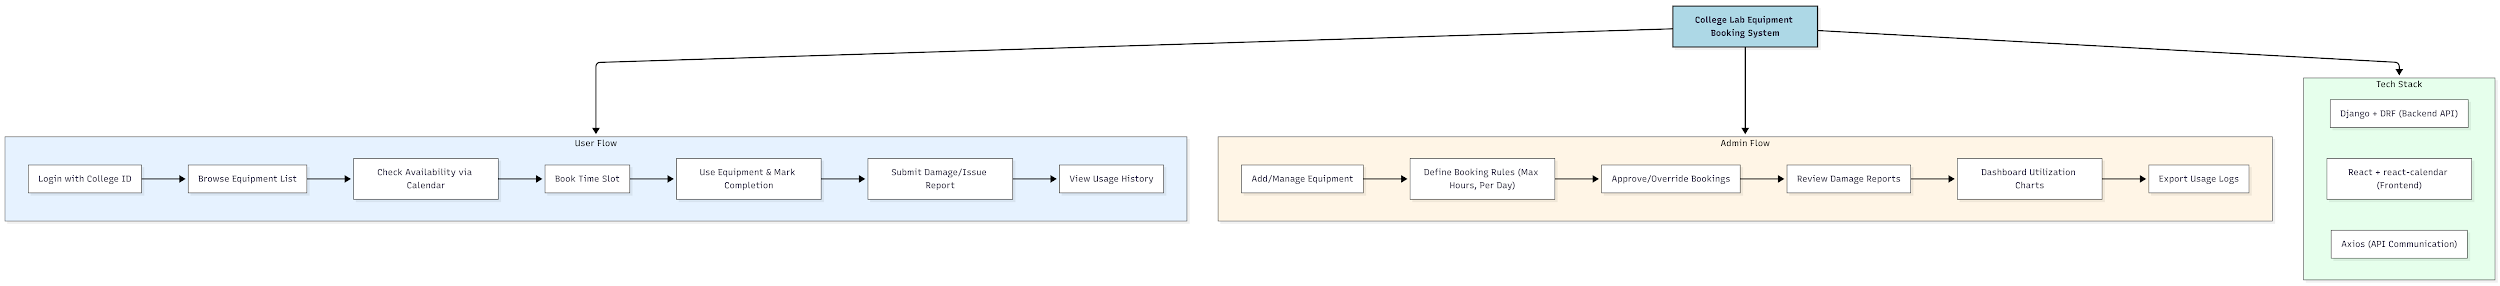 College Lab Equipment
Booking System
User Flow
Login with College ID
Browse Equipment List
Check Availability via
Calendar
Book Time Slot
Use Equipment & Mark
Completion
Submit Damage/Issue
Report
View Usage History
Admin Flow
Add/Manage Equipment
Define Booking Rules (Max
Hours, Per Day)
Approve/Override Bookings
Review Damage Reports
Dashboard Utilization
Charts
Export Usage Logs
Tech Stack
Django + DRF (Backend API)
React + react-calendar
(Frontend)
Axios (API Communication)